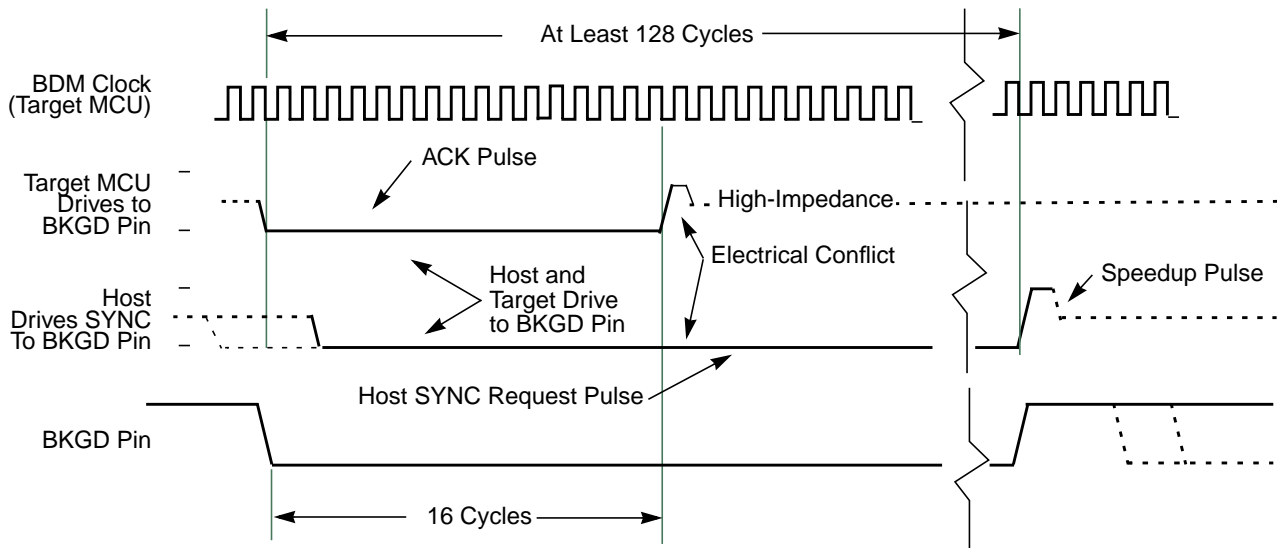 At Least 128 Cycles
BDM Clock
(Target MCU)
ACK Pulse
Target MCU
Drives to
BKGD Pin
High-Impedance
Electrical Conflict
Host and
Target Drive
to BKGD Pin
Speedup Pulse
Host
Drives SYNC
To BKGD Pin
Host SYNC Request Pulse
BKGD Pin
16 Cycles